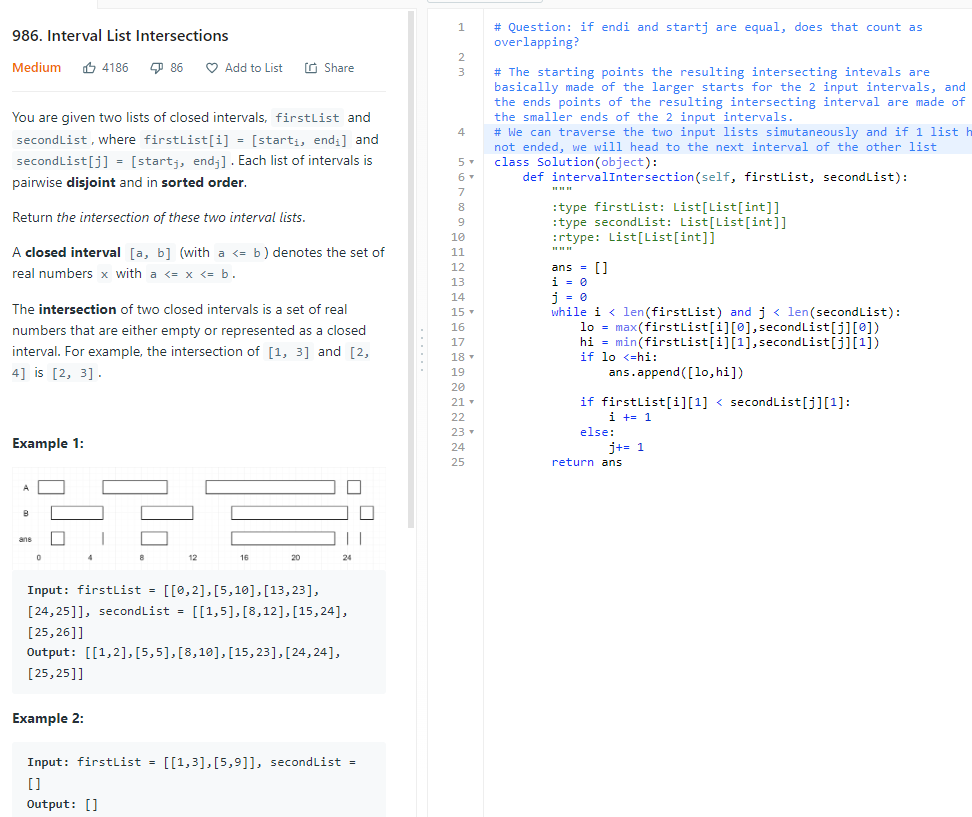 986. Interval List Intersections
Medium 4186 86 Add to List Share
You are given two lists of closed intervals, firstList and
secondList, where firstList[i] = [starti, endi] and
secondList[j] = [startj, endj]. Each list of intervals is
pairwise disjoint and in sorted order.
Return the intersection of these two interval lists.
A closed interval [a, b] (with a <= b) denotes the set of
real numbers x with a <= x <= b.
The intersection of two closed intervals is a set of real
numbers that are either empty or represented as a closed
interval. For example, the intersection of [1, 3] and [2,
4] is [2, 3].
Example 1:
A
B
ans
0 4 8 12 16 20 24
Input: firstList = [[0,2],[5,10],[13,23],
[24,25]], secondList = [[1,5],[8,12],[15,24],
[25,26]]
Output: [[1,2],[5,5],[8,10],[15,23],[24,24],
[25,25]]
Example 2:
Input: firstList = [[1,3],[5,9]], secondList =
[]
Output: []
1 # Question: if endi and startj are equal, does that count as
overlapping?
2
3 # The starting points the resulting intersecting intevals are
basically made of the larger starts for the 2 input intervals, and
the ends points of the resulting intersecting interval are made of
the smaller ends of the 2 input intervals.
4 # We can traverse the two input lists simutaneously and if 1 list h
not ended, we will head to the next interval of the other list
5 class Solution(object):
6 def intervalIntersection(self, firstList, secondList):
7 """
8 :type firstList: List[List[int]]
9 :type secondList: List[List[int]]
10 :rtype: List[List[int]]
11 """
12 ans = []
13 i = 0
14 j = 0
15 while i < len(firstList) and j < len(secondList):
16 lo = max(firstList[i][0],secondList[j][0])
17 hi = min(firstList[i][1],secondList[j][1])
18 if lo <=hi:
19 ans.append([lo,hi])
20
21 if firstList[i][1] < secondList[j][1]:
22 i += 1
23 else:
24 j+= 1
25 return ans